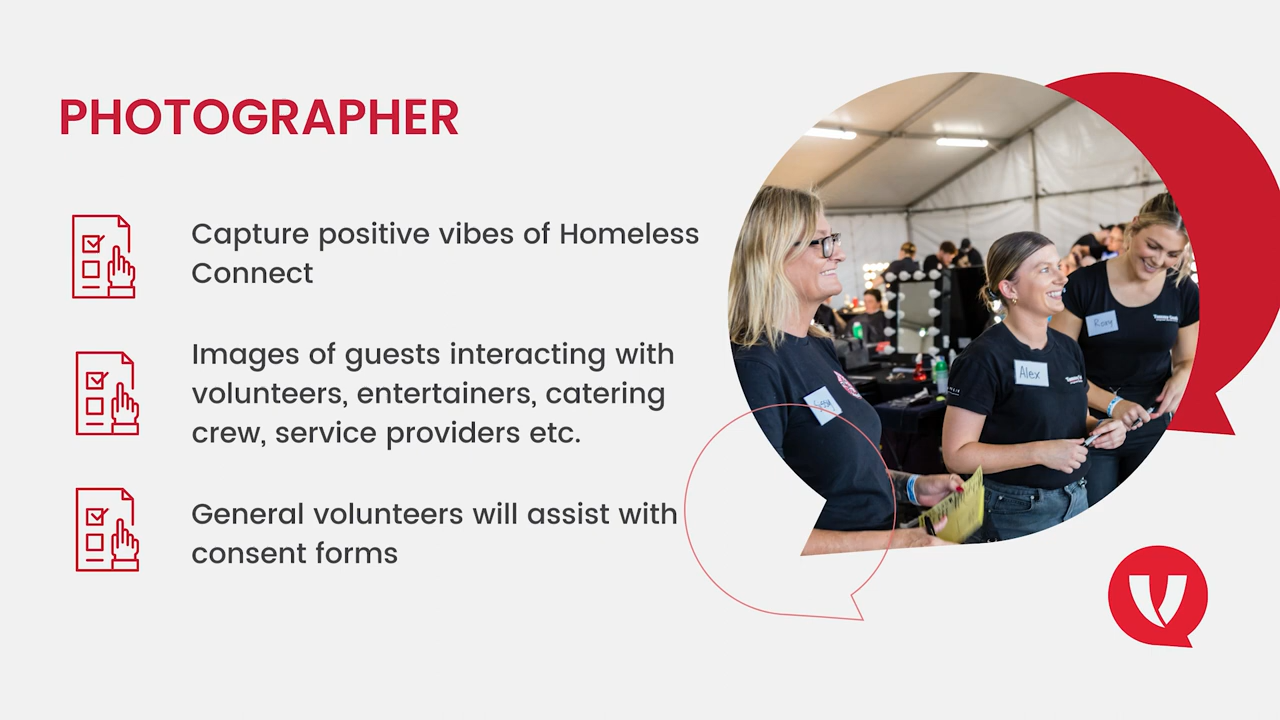 PHOTOGRAPHER
Capture positive vibes of Homeless
Connect
Images of guests interacting with
volunteers, entertainers, catering
crew, service providers etc.
General volunteers will assist with
consent forms
Alex
Rony